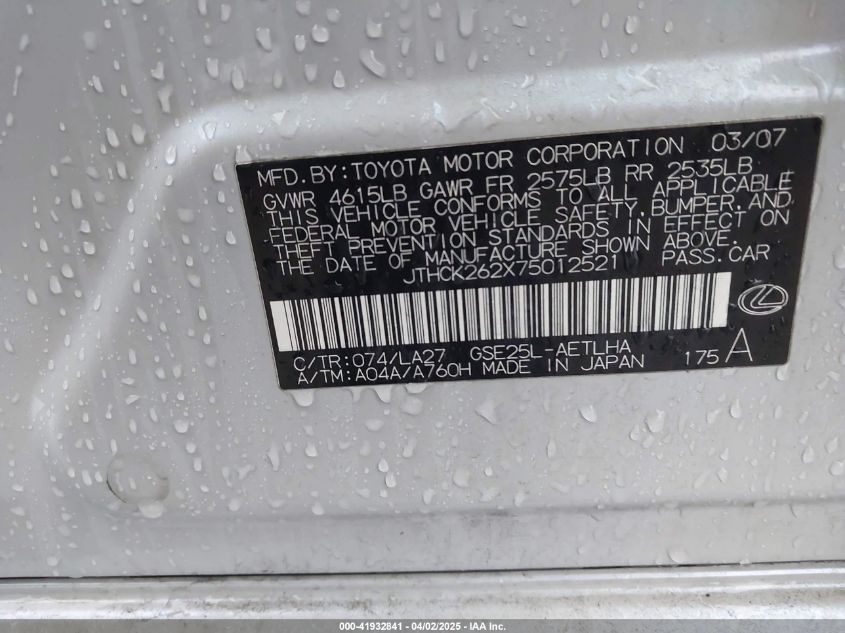 MFD. BY: TOYOTA MOTOR CORPORATION 03/07
GVWR 4615LB GAWR FR 2575LB RR 2535LB
THIS VEHICLE CONFORMS TO ALL APPLICABLE
FEDERAL MOTOR VEHICLE SAFETY, BUMPER, AND
THEFT PREVENTION STANDARDS IN EFFECT ON
THE DATE OF MANUFACTURE SHOWN ABOVE.
JTHCK262X75012521 PASS. CAR
C/TR: 074/LA27 GSE25L-AETLHA
A/TM: A04A/A760H MADE IN JAPAN 175 A
000-41932841 - 04/02/2025 - IAA Inc.